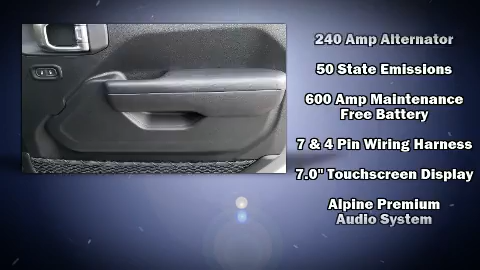 240 Amp Alternator
50 State Emissions
600 Amp Maintenance
Free Battery
7 & 4 Pin Wiring Harness
7.0" Touchscreen Display
Alpine Premium
Audio System